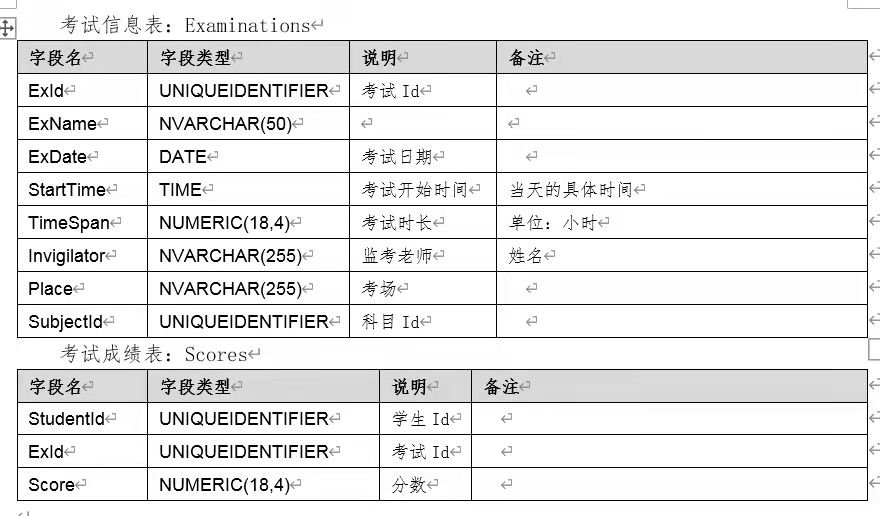 考试信息表：Examinations
字段名 字段类型 说明 备注
ExId UNIQUEIDENTIFIER 考试 Id
ExName NVARCHAR(50)
ExDate DATE 考试日期
StartTime TIME 考试开始时间 当天的具体时间
TimeSpan NUMERIC(18,4) 考试时长 单位：小时
Invigilator NVARCHAR(255) 监考老师 姓名
Place NVARCHAR(255) 考场
SubjectId UNIQUEIDENTIFIER 科目 Id
考试成绩表：Scores
字段名 字段类型 说明 备注
StudentId UNIQUEIDENTIFIER 学生 Id
ExId UNIQUEIDENTIFIER 考试 Id
Score NUMERIC(18,4) 分数